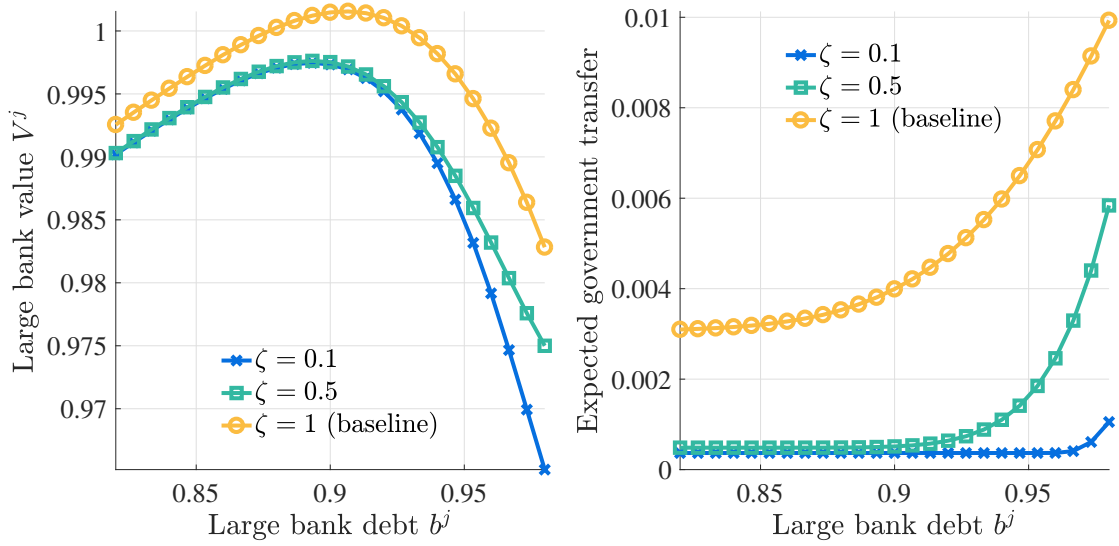 Large bank value V^j
1
0.995
0.99
0.985
0.98
0.975
0.97
ζ = 0.1
ζ = 0.5
ζ = 1 (baseline)
0.85 0.9 0.95
Large bank debt b^j
Expected government transfer
0.01
0.008
0.006
0.004
0.002
0
ζ = 0.1
ζ = 0.5
ζ = 1 (baseline)
0.85 0.9 0.95
Large bank debt b^j